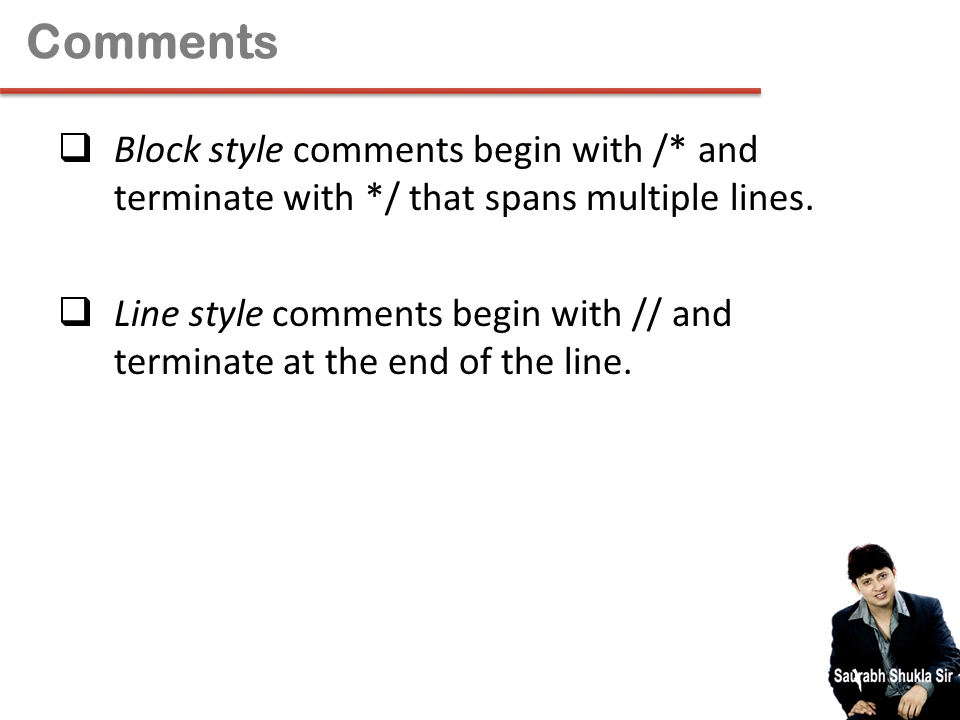 Comments
Block style comments begin with /* and
terminate with */ that spans multiple lines.
Line style comments begin with // and
terminate at the end of the line.
Saurabh Shukla Sir